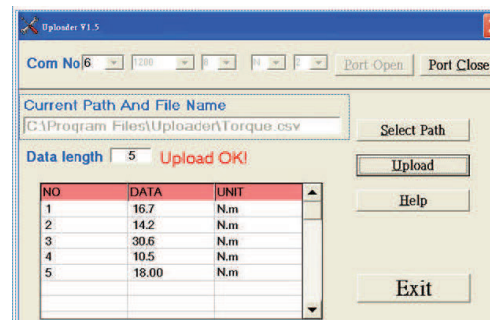 Uploader V1.5
Com No 6 1200 8 N 2 Port Open Port Close
Current Path And File Name
C:\Program Files\Uploader\Torque.csv
Select Path
Data length 5 Upload OK!
Upload
NO DATA UNIT
1 16.7 N.m
2 14.2 N.m
3 30.6 N.m
4 10.5 N.m
5 18.00 N.m
Help
Exit